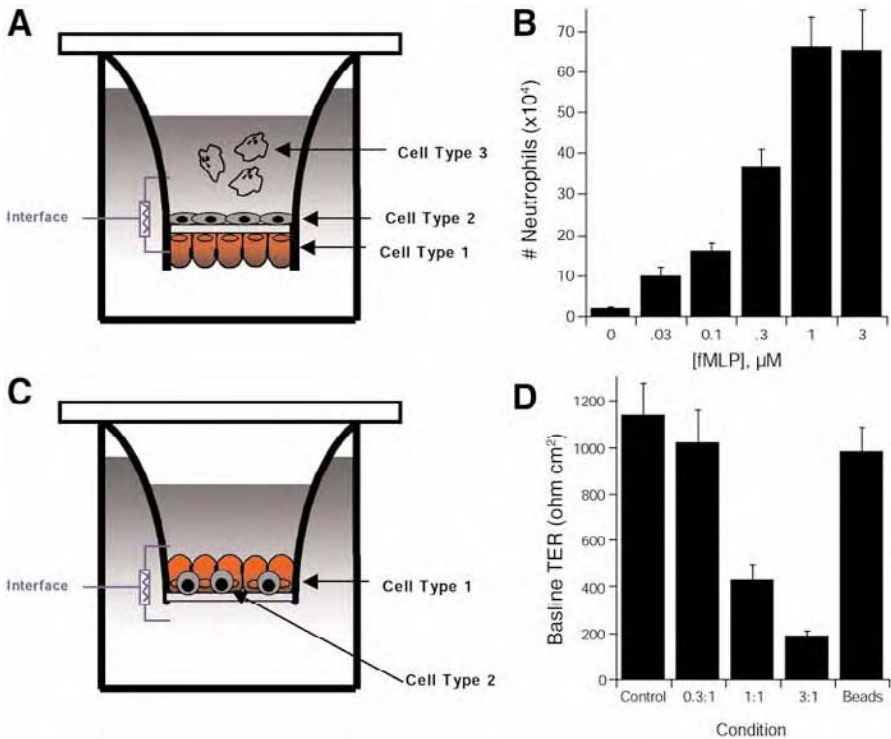 A
Cell Type 3
Interface
Cell Type 2
Cell Type 1
B
# Neutrophils (x10⁴)
70
60
50
40
30
20
10
0
0 .03 0.1 .3 1 3
[fMLP], µM
C
Interface
Cell Type 1
Cell Type 2
D
Basline TER (ohm cm²)
1200
1000
800
600
400
200
0
Control 0.3:1 1:1 3:1 Beads
Condition